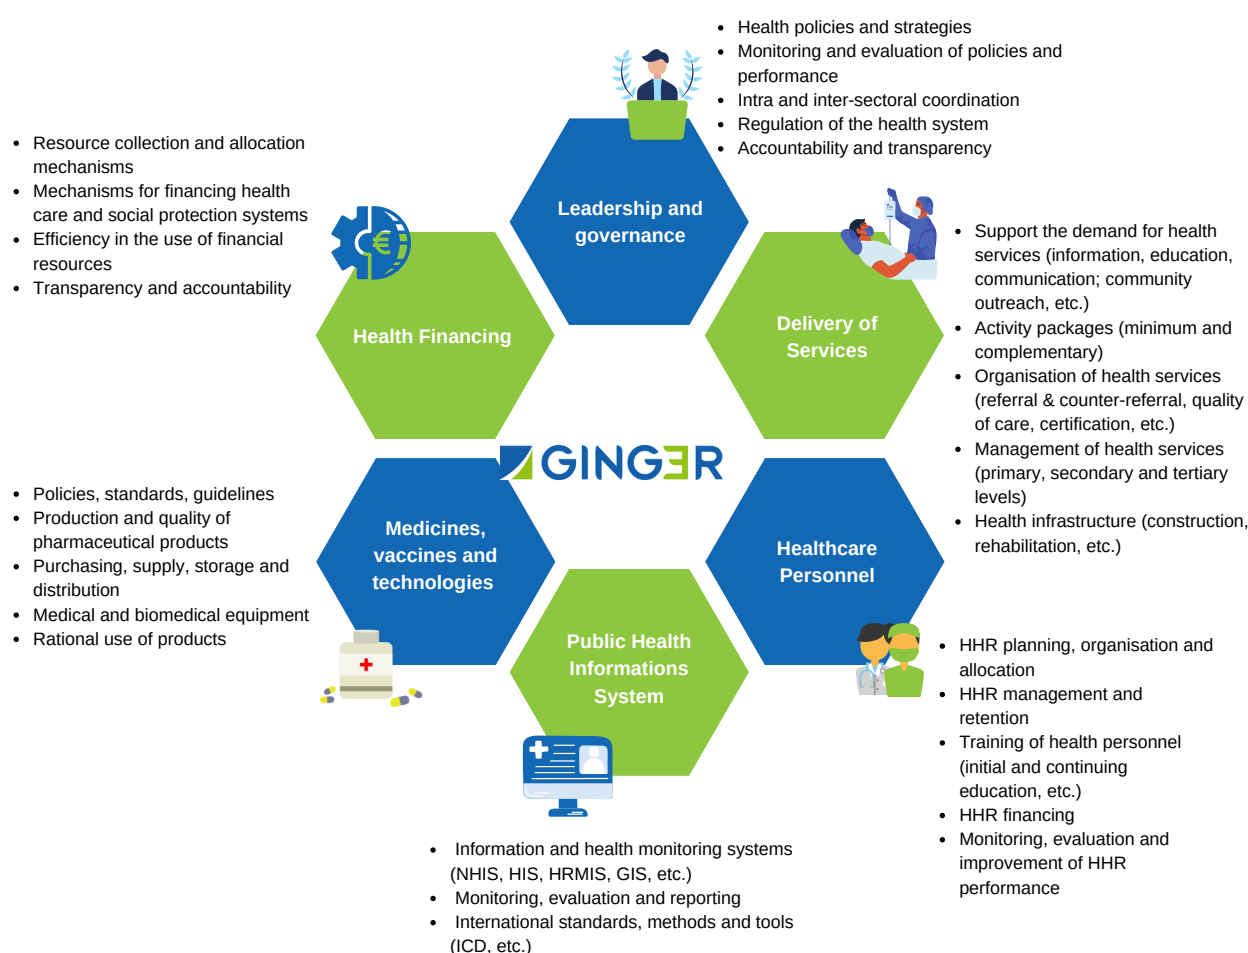 • Health policies and strategies
• Monitoring and evaluation of policies and
performance
• Intra and inter-sectoral coordination
• Regulation of the health system
• Accountability and transparency
Leadership and
governance
• Resource collection and allocation
mechanisms
• Mechanisms for financing health
care and social protection systems
• Efficiency in the use of financial
resources
• Transparency and accountability
€
Health Financing
Delivery of
Services
• Support the demand for health
services (information, education,
communication; community
outreach, etc.)
• Activity packages (minimum and
complementary)
• Organisation of health services
(referral & counter-referral, quality
of care, certification, etc.)
• Management of health services
(primary, secondary and tertiary
levels)
• Health infrastructure (construction,
rehabilitation, etc.)
GINGER
• Policies, standards, guidelines
• Production and quality of
pharmaceutical products
• Purchasing, supply, storage and
distribution
• Medical and biomedical equipment
• Rational use of products
Medicines,
vaccines and
technologies
Healthcare
Personnel
• HHR planning, organisation and
allocation
• HHR management and
retention
• Training of health personnel
(initial and continuing
education, etc.)
• HHR financing
• Monitoring, evaluation and
improvement of HHR
performance
Public Health
Informations
System
• Information and health monitoring systems
(NHIS, HIS, HRMIS, GIS, etc.)
• Monitoring, evaluation and reporting
• International standards, methods and tools
(ICD, etc.)